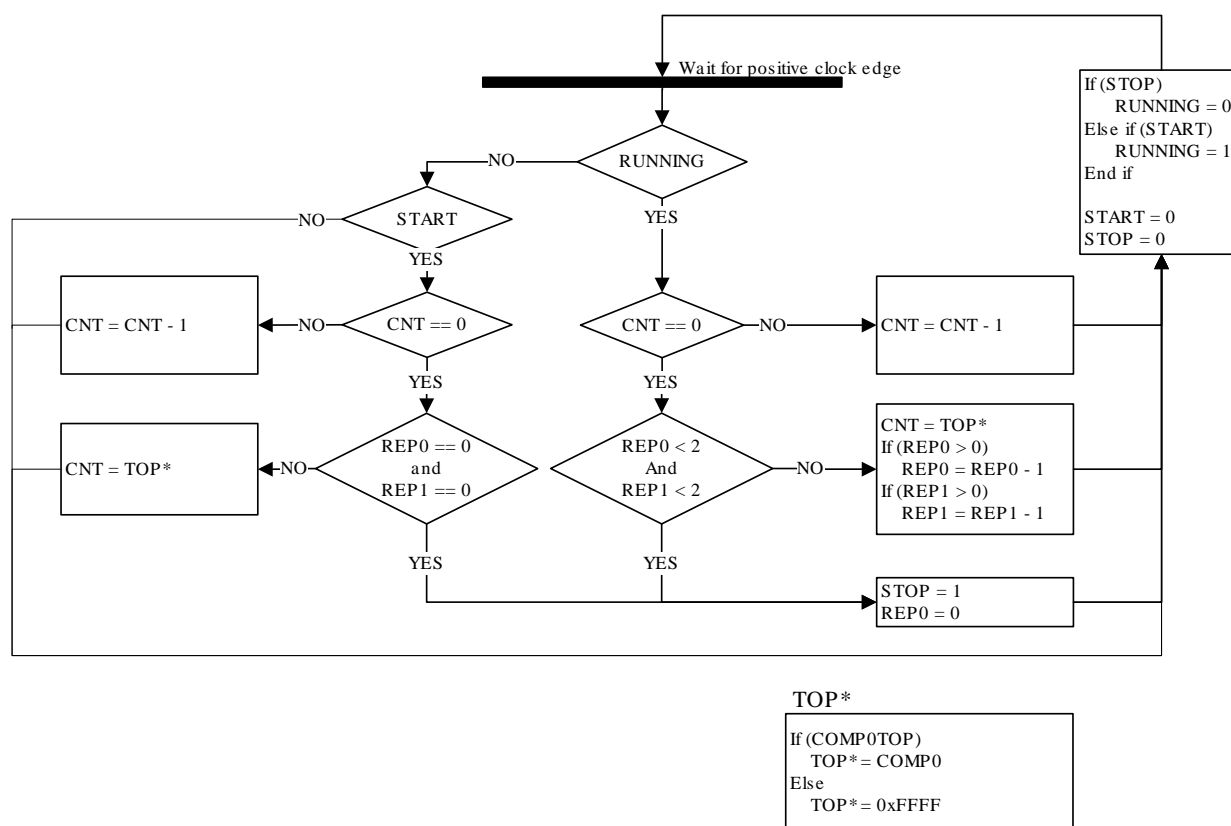 Wait for positive clock edge
If (STOP)
RUNNING = 0
Else if (START)
RUNNING = 1
End if
START = 0
STOP = 0
RUNNING
NO
YES
START
NO
YES
CNT == 0
NO
CNT = CNT - 1
YES
CNT == 0
NO
CNT = CNT - 1
YES
REP0 == 0
and
REP1 == 0
NO
CNT = TOP*
YES
REP0 < 2
And
REP1 < 2
NO
CNT = TOP*
If (REP0 > 0)
REP0 = REP0 - 1
If (REP1 > 0)
REP1 = REP1 - 1
YES
STOP = 1
REP0 = 0
TOP*
If (COMP0TOP)
TOP* = COMP0
Else
TOP* = 0xFFFF